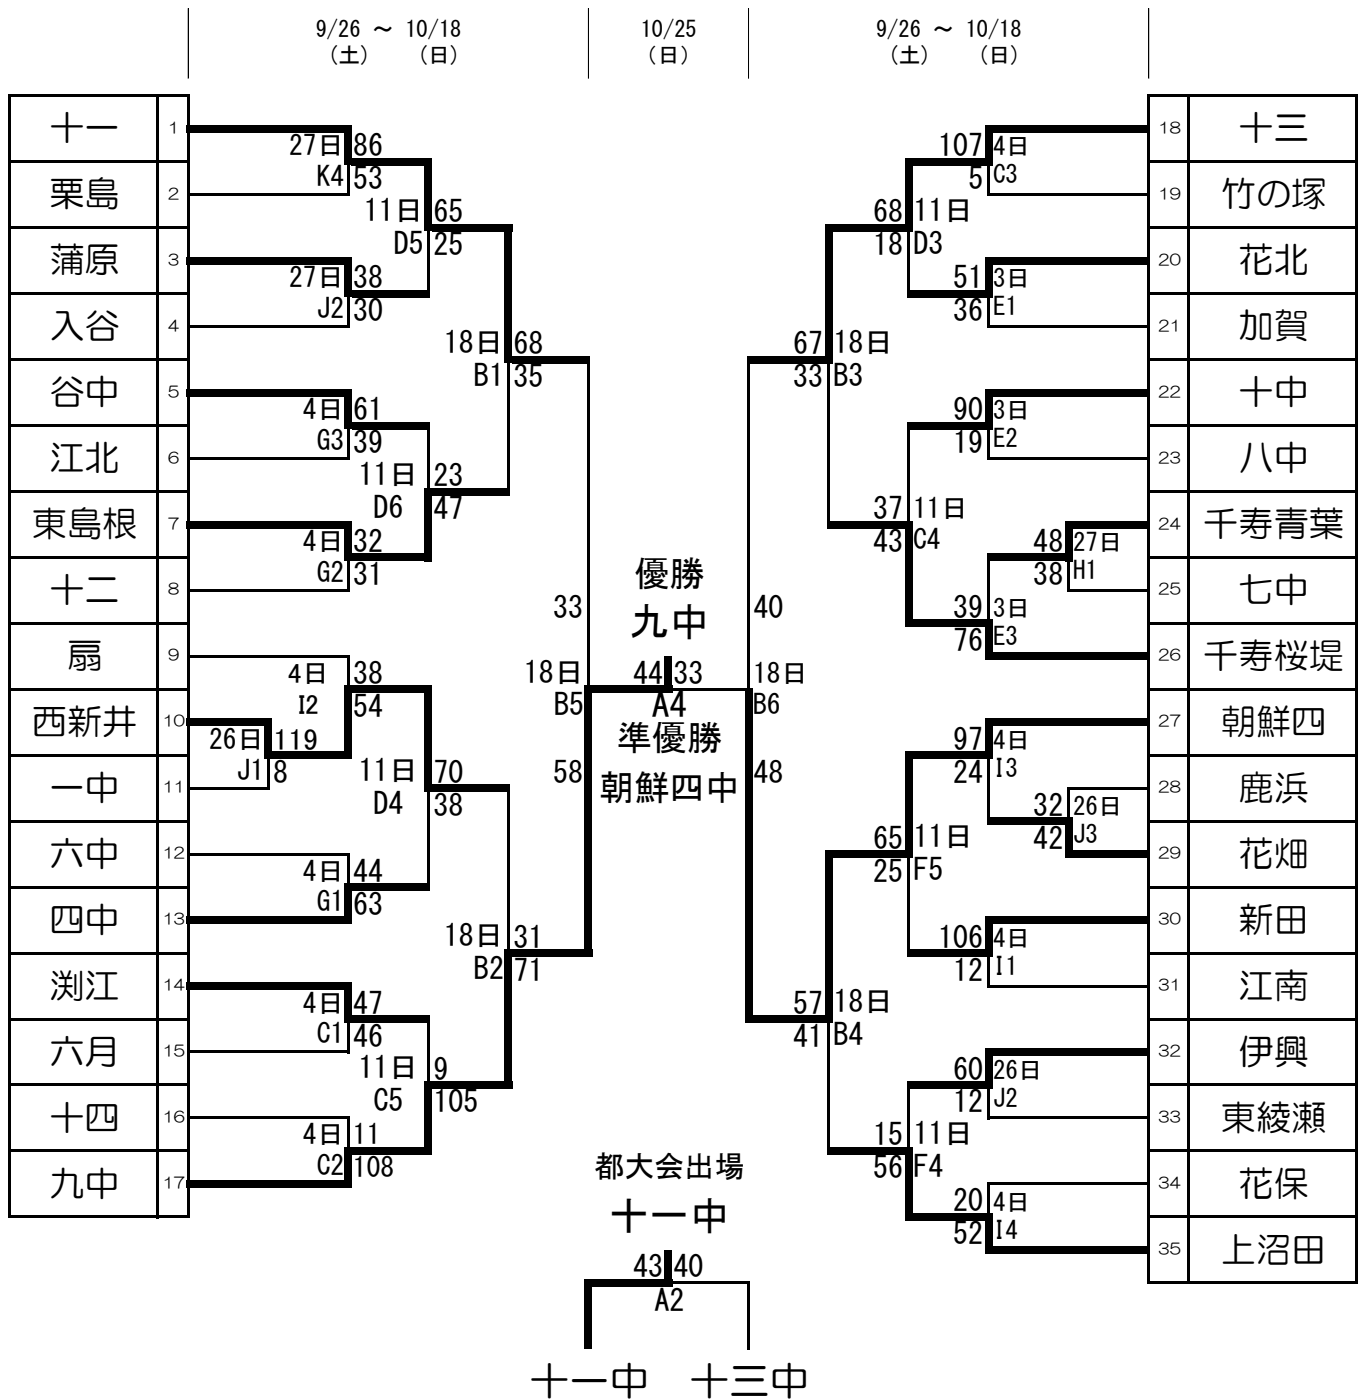 9/26 ～ 10/18
（土）　（日）
10/25
（日）
9/26 ～ 10/18
（土）　（日）
十一 1
栗島 2
蒲原 3
入谷 4
谷中 5
江北 6
東島根 7
十二 8
扇 9
西新井 10
一中 11
六中 12
四中 13
渕江 14
六月 15
十四 16
九中 17
27日 86
K4 53
27日 38
J2 30
4日 61
G3 39
4日 32
G2 31
4日 38
I2 54
26日 119
J1 8
4日 44
G1 63
4日 47
C1 46
4日 11
C2 108
11日 65
D5 25
11日 23
D6 47
11日 70
D4 38
11日 9
C5 105
18日 68
B1 35
18日 31
B2 71
33
18日
B5
58
優勝
九中
44 33
A4
準優勝
朝鮮四中
40
18日
B6
48
67 18日
33 B3
57 18日
41 B4
68 11日
18 D3
37 11日
43 C4
65 11日
25 F5
15 11日
56 F4
107 4日
5 C3
51 3日
36 E1
90 3日
19 E2
48 27日
38 H1
39 3日
76 E3
97 4日
24 I3
32 26日
42 J3
106 4日
12 I1
60 26日
12 J2
20 4日
52 I4
18 十三
19 竹の塚
20 花北
21 加賀
22 十中
23 八中
24 千寿青葉
25 七中
26 千寿桜堤
27 朝鮮四
28 鹿浜
29 花畑
30 新田
31 江南
32 伊興
33 東綾瀬
34 花保
35 上沼田
都大会出場
十一中
43 40
A2
十一中 十三中